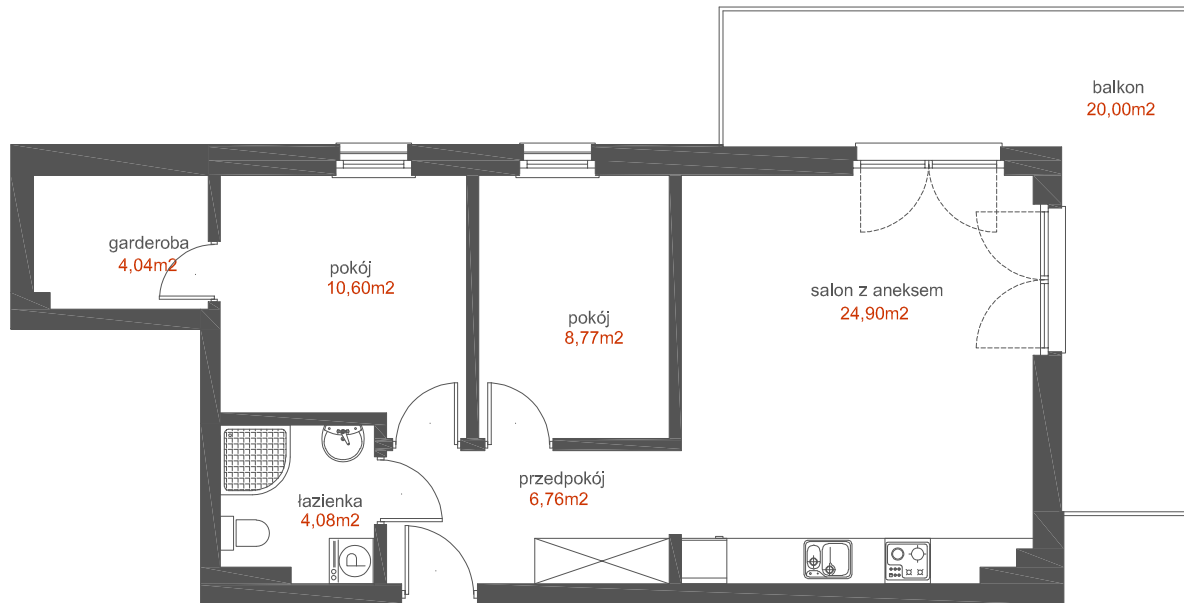 balkon
20,00m2
garderoba
4,04m2
pokój
10,60m2
pokój
8,77m2
salon z aneksem
24,90m2
przedpokój
6,76m2
łazienka
4,08m2
P